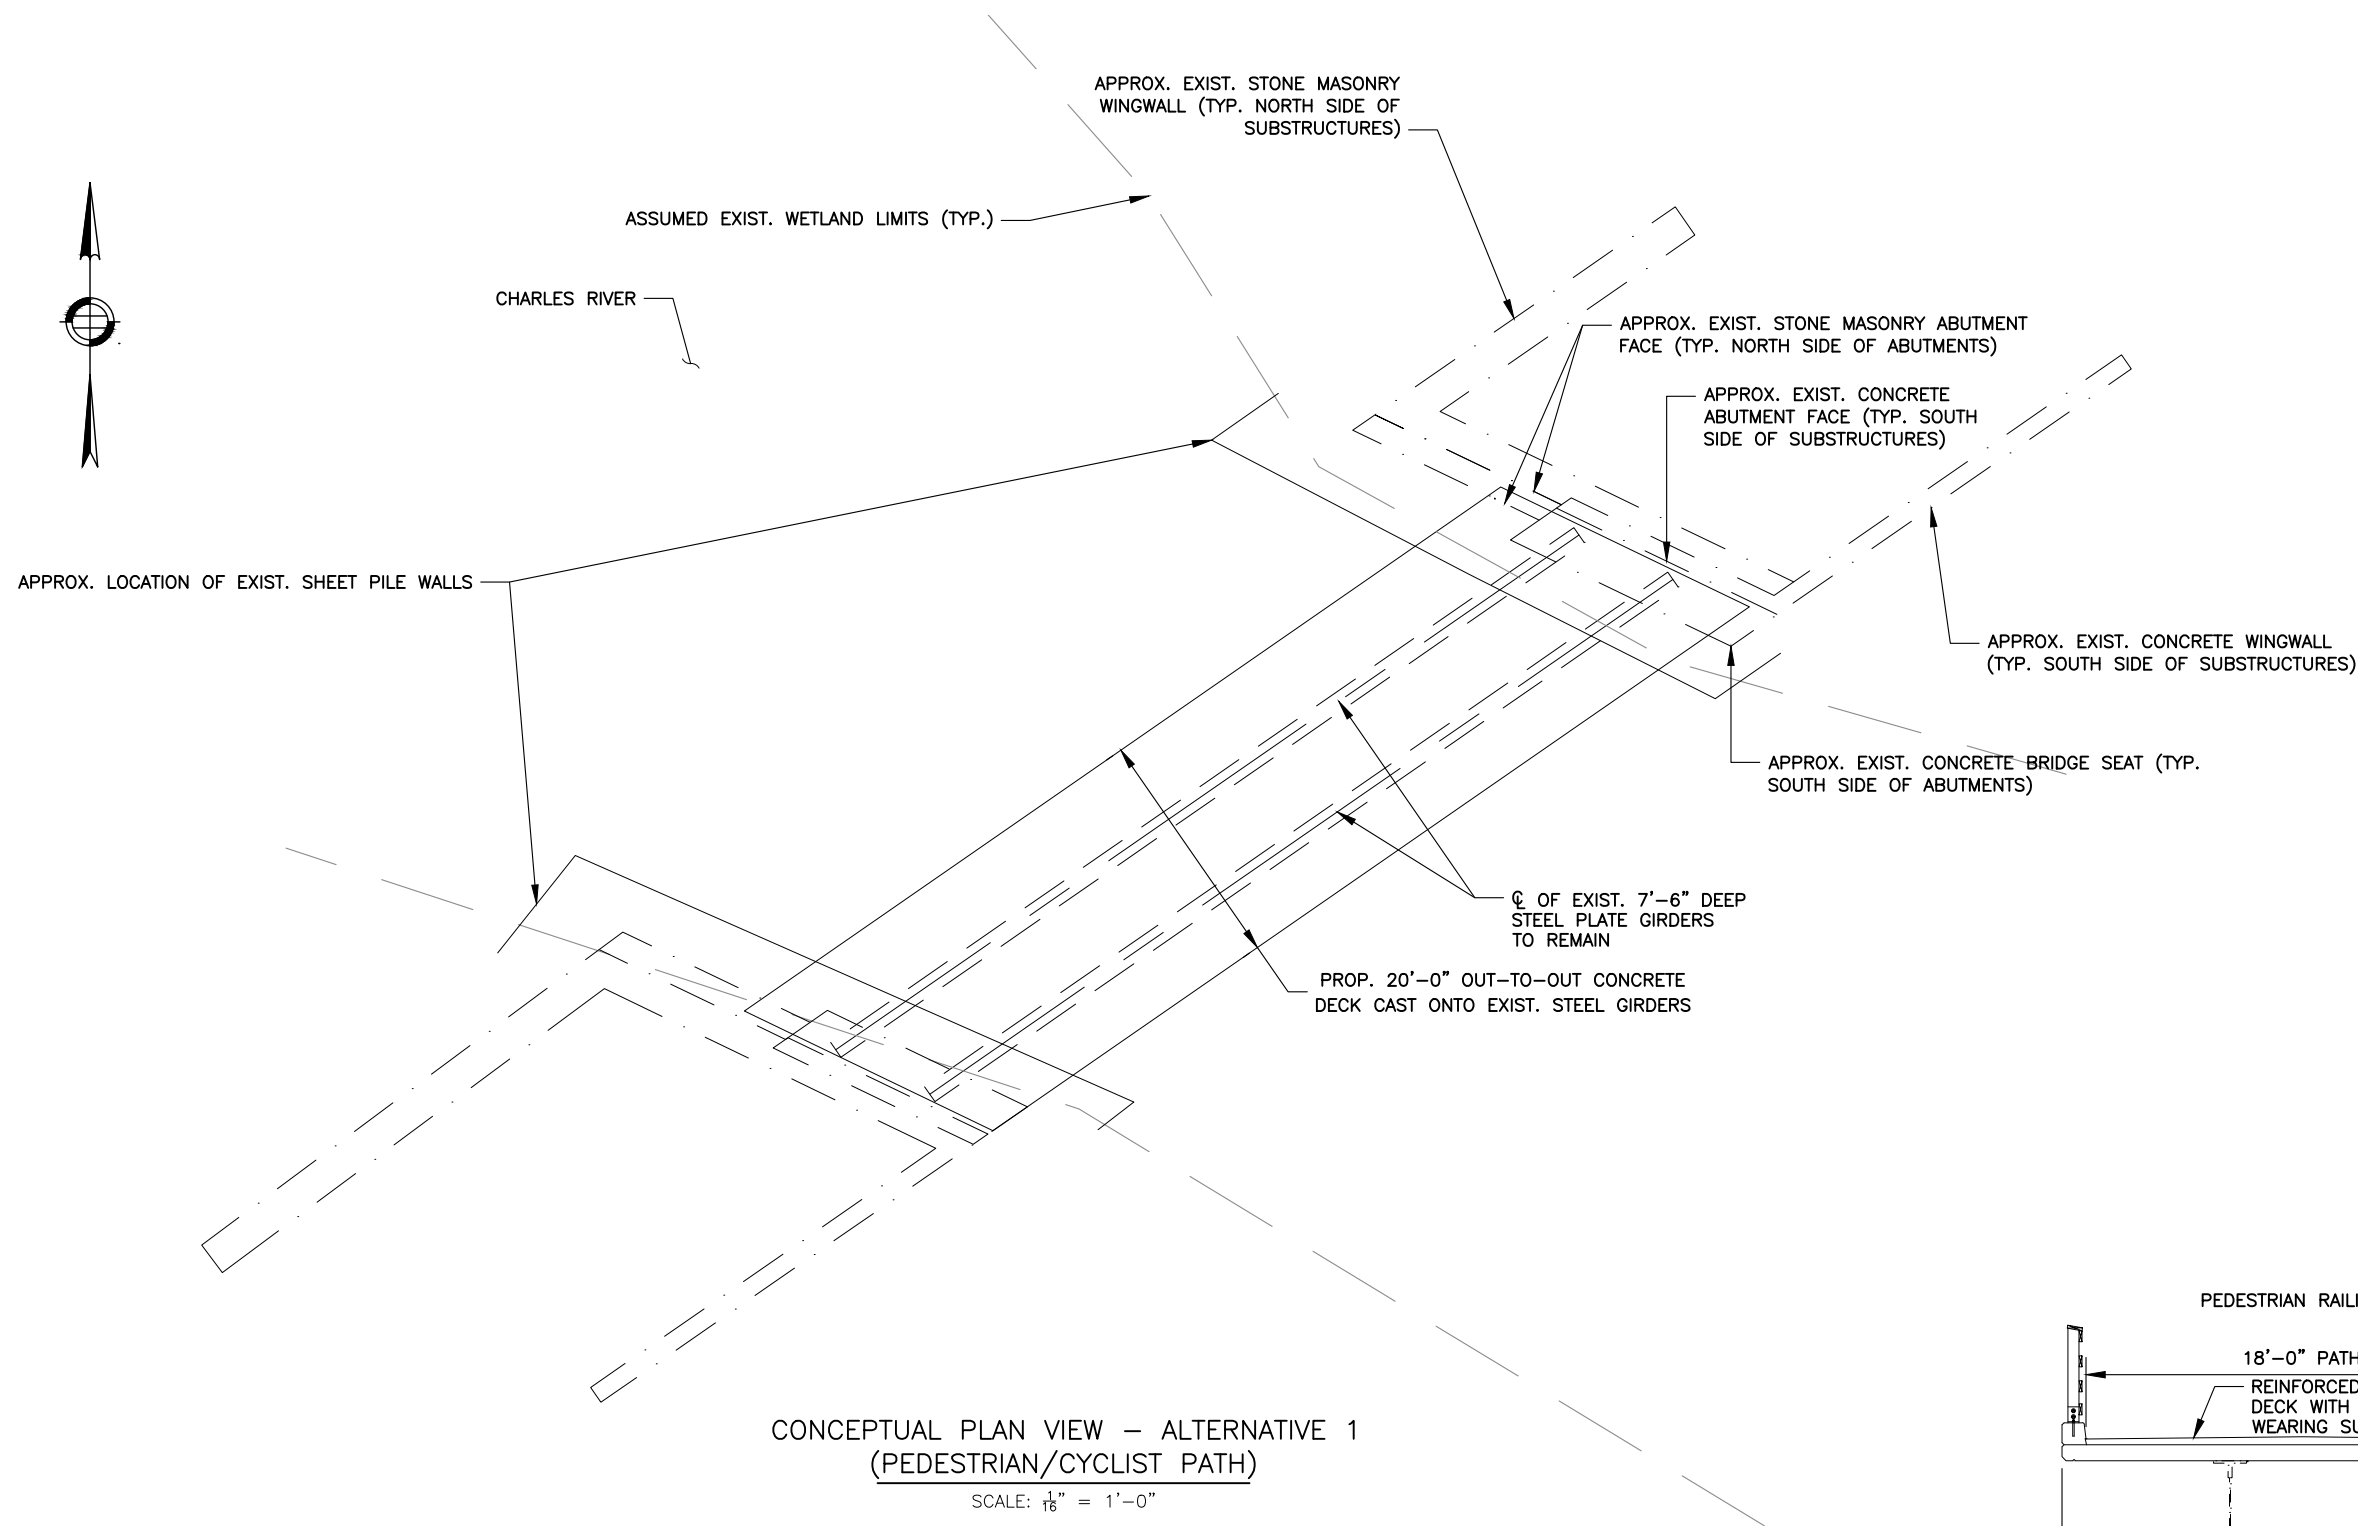 APPROX. EXIST. STONE MASONRY
WINGWALL (TYP. NORTH SIDE OF
SUBSTRUCTURES)
ASSUMED EXIST. WETLAND LIMITS (TYP.)
CHARLES RIVER
APPROX. EXIST. STONE MASONRY ABUTMENT
FACE (TYP. NORTH SIDE OF ABUTMENTS)
APPROX. EXIST. CONCRETE
ABUTMENT FACE (TYP. SOUTH
SIDE OF SUBSTRUCTURES)
APPROX. LOCATION OF EXIST. SHEET PILE WALLS
APPROX. EXIST. CONCRETE WINGWALL
(TYP. SOUTH SIDE OF SUBSTRUCTURES)
APPROX. EXIST. CONCRETE BRIDGE SEAT (TYP.
SOUTH SIDE OF ABUTMENTS)
℄ OF EXIST. 7'-6" DEEP
STEEL PLATE GIRDERS
TO REMAIN
PROP. 20'-0" OUT-TO-OUT CONCRETE
DECK CAST ONTO EXIST. STEEL GIRDERS
PEDESTRIAN RAILI
18'-0" PATH
REINFORCED
DECK WITH
WEARING SU
CONCEPTUAL PLAN VIEW - ALTERNATIVE 1
(PEDESTRIAN/CYCLIST PATH)
SCALE: 1/16" = 1'-0"